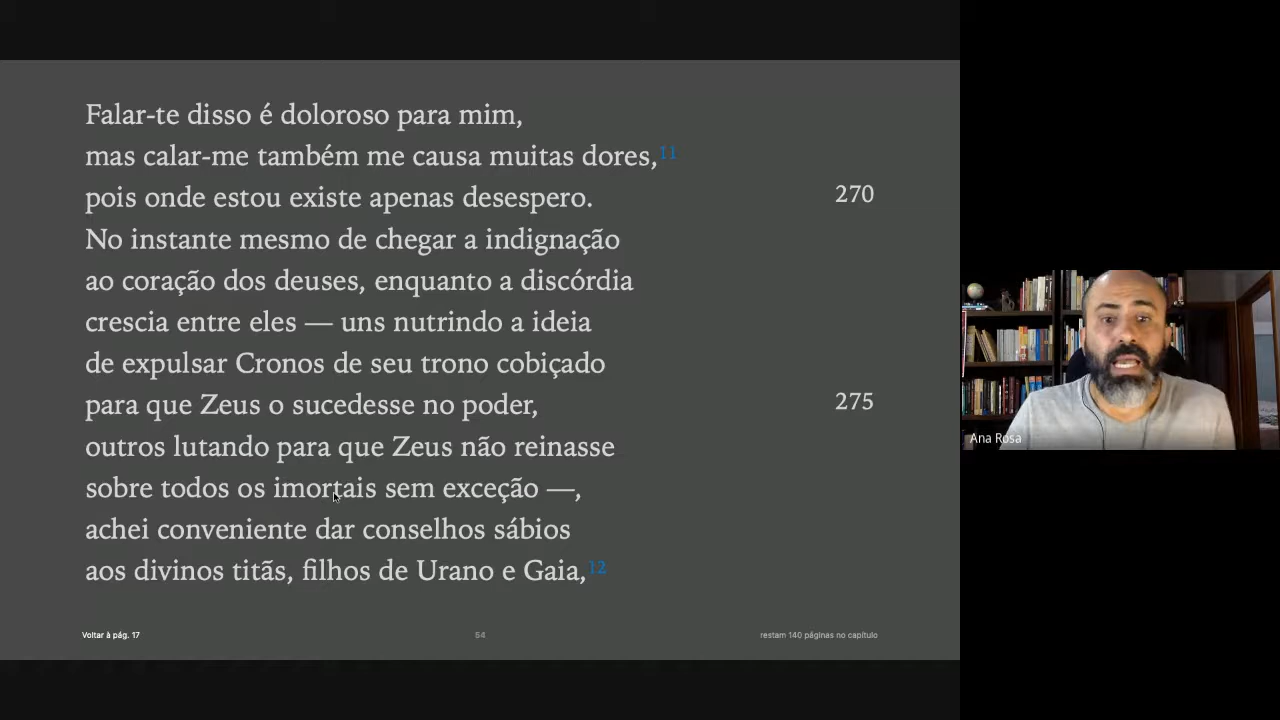 Falar-te disso é doloroso para mim,
mas calar-me também me causa muitas dores,11
pois onde estou existe apenas desespero. 270
No instante mesmo de chegar a indignação
ao coração dos deuses, enquanto a discórdia
crescia entre eles — uns nutrindo a ideia
de expulsar Cronos de seu trono cobiçado
para que Zeus o sucedesse no poder, 275
outros lutando para que Zeus não reinasse
sobre todos os imortais sem exceção —,
achei conveniente dar conselhos sábios
aos divinos titãs, filhos de Urano e Gaia,12
Voltar à pág. 17 54 restam 140 páginas no capítulo
Ana Rosa